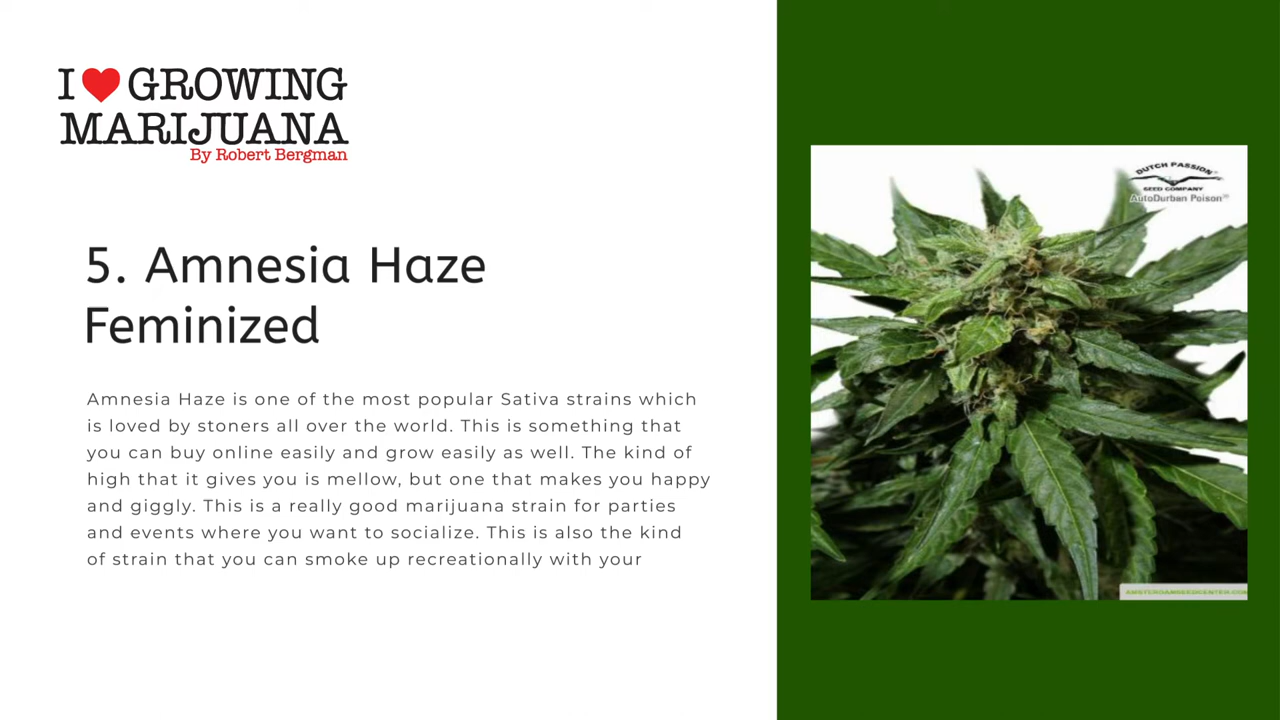 I ❤ GROWING
MARIJUANA
By Robert Bergman
5. Amnesia Haze
Feminized
Amnesia Haze is one of the most popular Sativa strains which
is loved by stoners all over the world. This is something that
you can buy online easily and grow easily as well. The kind of
high that it gives you is mellow, but one that makes you happy
and giggly. This is a really good marijuana strain for parties
and events where you want to socialize. This is also the kind
of strain that you can smoke up recreationally with your
DUTCH PASSION
SEED COMPANY
AutoDurban Poison™